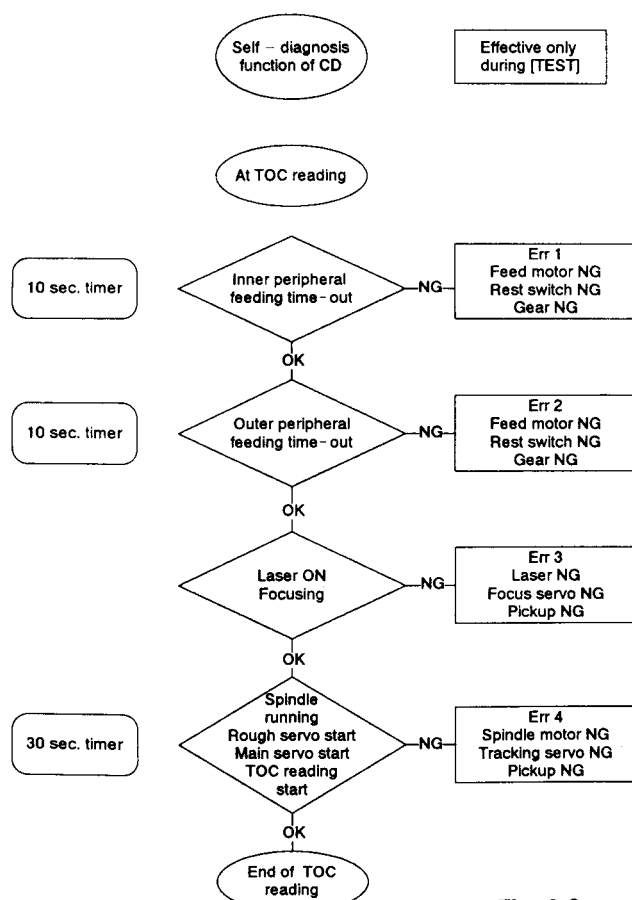 Self - diagnosis
function of CD
Effective only
during [TEST]
At TOC reading
10 sec. timer
Inner peripheral
feeding time-out
NG
Err 1
Feed motor NG
Rest switch NG
Gear NG
OK
10 sec. timer
Outer peripheral
feeding time-out
NG
Err 2
Feed motor NG
Rest switch NG
Gear NG
OK
Laser ON
Focusing
NG
Err 3
Laser NG
Focus servo NG
Pickup NG
OK
30 sec. timer
Spindle
running
Rough servo start
Main servo start
TOC reading
start
NG
Err 4
Spindle motor NG
Tracking servo NG
Pickup NG
OK
End of TOC
reading